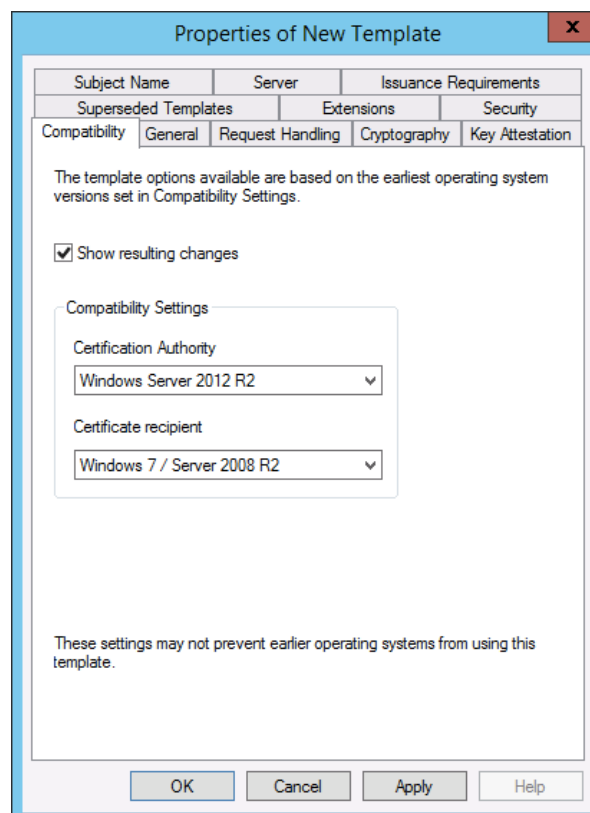 Properties of New Template
x
Subject Name
Server
Issuance Requirements
Superseded Templates
Extensions
Security
Compatibility
General
Request Handling
Cryptography
Key Attestation
The template options available are based on the earliest operating system
versions set in Compatibility Settings.
Show resulting changes
Compatibility Settings
Certification Authority
Windows Server 2012 R2
Certificate recipient
Windows 7 / Server 2008 R2
These settings may not prevent earlier operating systems from using this
template.
OK
Cancel
Apply
Help